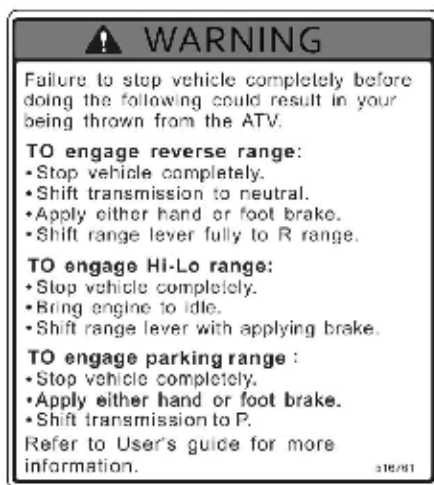 WARNING
Failure to stop vehicle completely before
doing the following could result in your
being thrown from the ATV.
TO engage reverse range:
•Stop vehicle completely.
•Shift transmission to neutral.
•Apply either hand or foot brake.
•Shift range lever fully to R range.
TO engage Hi-Lo range:
•Stop vehicle completely.
•Bring engine to idle.
•Shift range lever with applying brake.
TO engage parking range :
•Stop vehicle completely.
•Apply either hand or foot brake.
•Shift transmission to P.
Refer to User's guide for more
information.